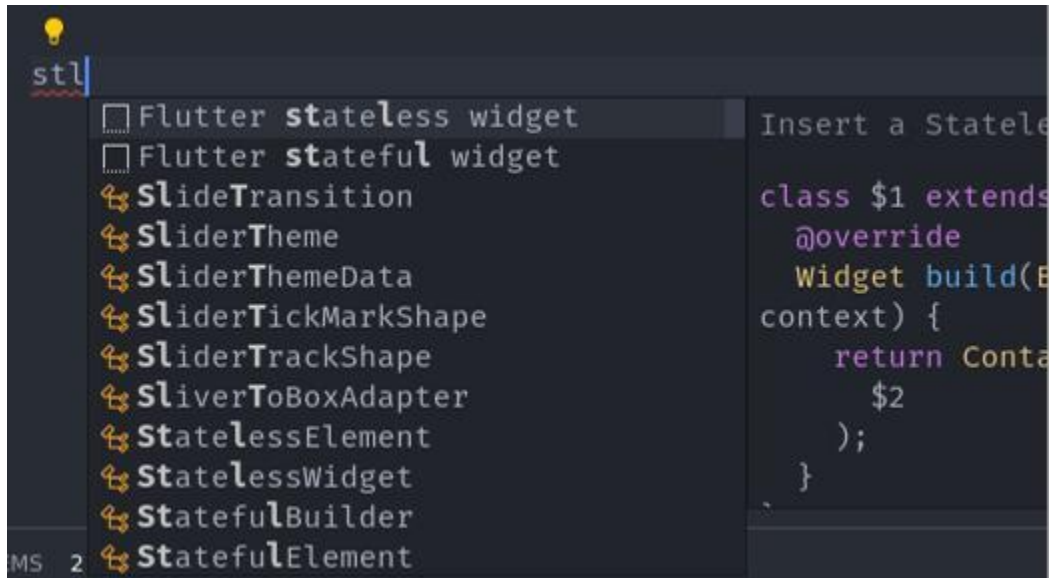 stl
Flutter stateless widget
Flutter stateful widget
SlideTransition
SliderTheme
SliderThemeData
SliderTickMarkShape
SliderTrackShape
SliverToBoxAdapter
StatelessElement
StatelessWidget
StatefulBuilder
StatefulElement
Insert a Statele
class $1 extends
@override
Widget build(B
context) {
return Conta
$2
);
}
EMS 2